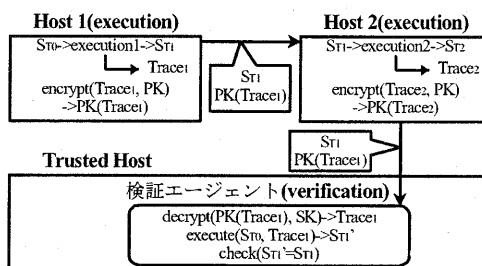 Host 1(execution)
ST0->execution1->ST1
Trace1
encrypt(Trace1, PK)
->PK(Trace1)
ST1
PK(Trace1)
Host 2(execution)
ST1->execution2->ST2
Trace2
encrypt(Trace2, PK)
->PK(Trace2)
ST1
PK(Trace1)
Trusted Host
検証エージェント(verification)
decrypt(PK(Trace1), SK)->Trace1
execute(ST0, Trace1)->ST1'
check(ST1'=ST1)